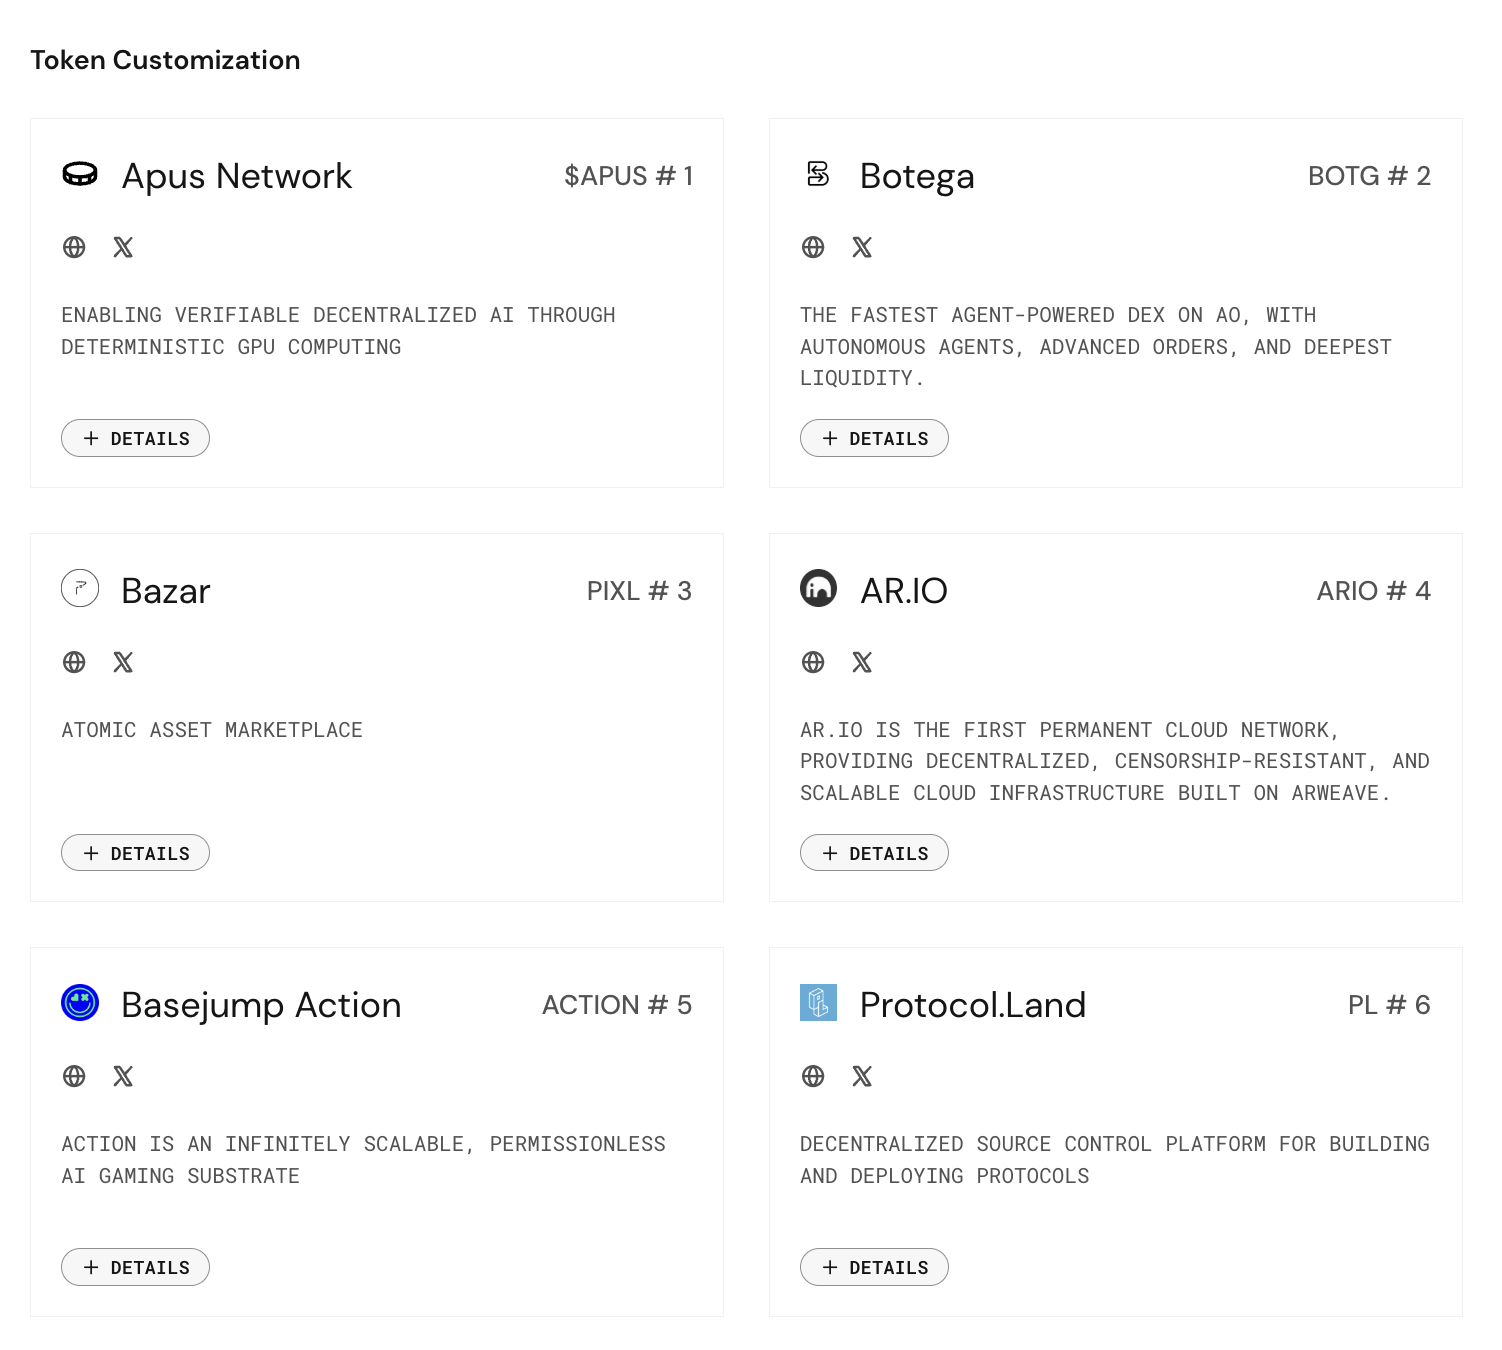 Token Customization
Apus Network
$APUS # 1
ENABLING VERIFIABLE DECENTRALIZED AI THROUGH
DETERMINISTIC GPU COMPUTING
+ DETAILS
Botega
BOTG # 2
THE FASTEST AGENT-POWERED DEX ON AO, WITH
AUTONOMOUS AGENTS, ADVANCED ORDERS, AND DEEPEST
LIQUIDITY.
+ DETAILS
Bazar
PIXL # 3
ATOMIC ASSET MARKETPLACE
+ DETAILS
AR.IO
ARIO # 4
AR.IO IS THE FIRST PERMANENT CLOUD NETWORK,
PROVIDING DECENTRALIZED, CENSORSHIP-RESISTANT, AND
SCALABLE CLOUD INFRASTRUCTURE BUILT ON ARWEAVE.
+ DETAILS
Basejump Action
ACTION # 5
ACTION IS AN INFINITELY SCALABLE, PERMISSIONLESS
AI GAMING SUBSTRATE
+ DETAILS
Protocol.Land
PL # 6
DECENTRALIZED SOURCE CONTROL PLATFORM FOR BUILDING
AND DEPLOYING PROTOCOLS
+ DETAILS